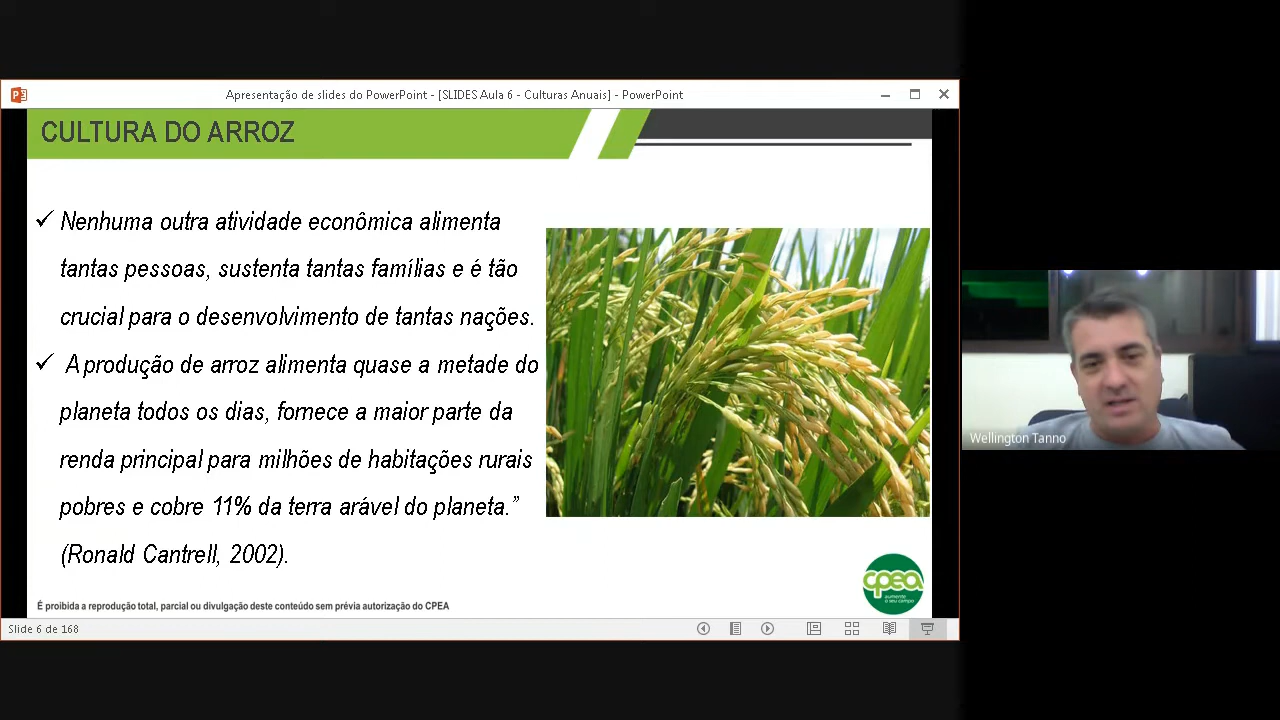 Apresentação de slides do PowerPoint - [SLIDES Aula 6 - Culturas Anuais] - PowerPoint
CULTURA DO ARROZ
✓ Nenhuma outra atividade econômica alimenta
tantas pessoas, sustenta tantas famílias e é tão
crucial para o desenvolvimento de tantas nações.
✓ A produção de arroz alimenta quase a metade do
planeta todos os dias, fornece a maior parte da
renda principal para milhões de habitações rurais
pobres e cobre 11% da terra arável do planeta.”
(Ronald Cantrell, 2002).
cpea
aumente
o seu campo
É proibida a reprodução total, parcial ou divulgação deste conteúdo sem prévia autorização do CPEA
Slide 6 de 168
Wellington Tanno